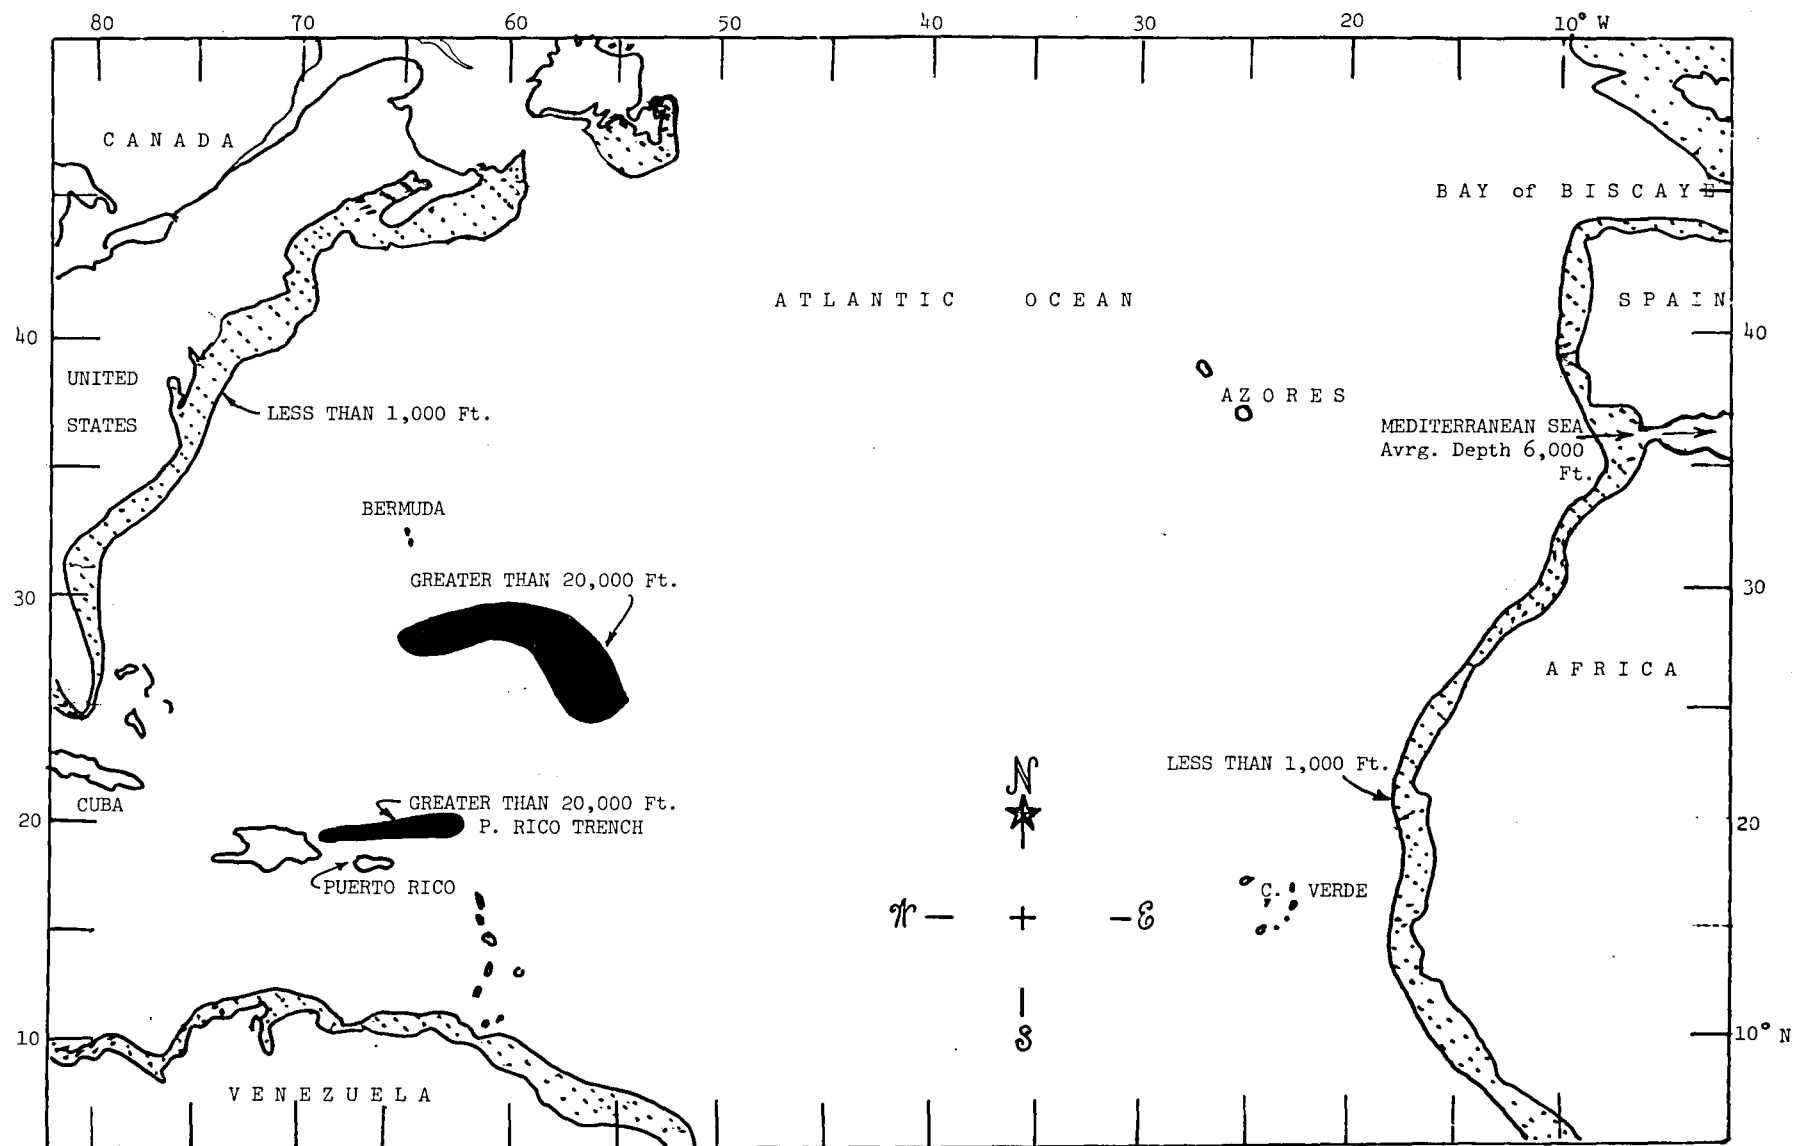 80 70 60 50 40 30 20 10° W
CANADA
BAY of BISCAYE
ATLANTIC OCEAN
SPAIN
40
40
UNITED
STATES
LESS THAN 1,000 Ft.
AZORES
MEDITERRANEAN SEA
Avrg. Depth 6,000
Ft.
BERMUDA
GREATER THAN 20,000 Ft.
30
30
AFRICA
LESS THAN 1,000 Ft.
N
CUBA
GREATER THAN 20,000 Ft.
P. RICO TRENCH
20
20
PUERTO RICO
C. VERDE
W
E
S
10
10° N
VENEZUELA